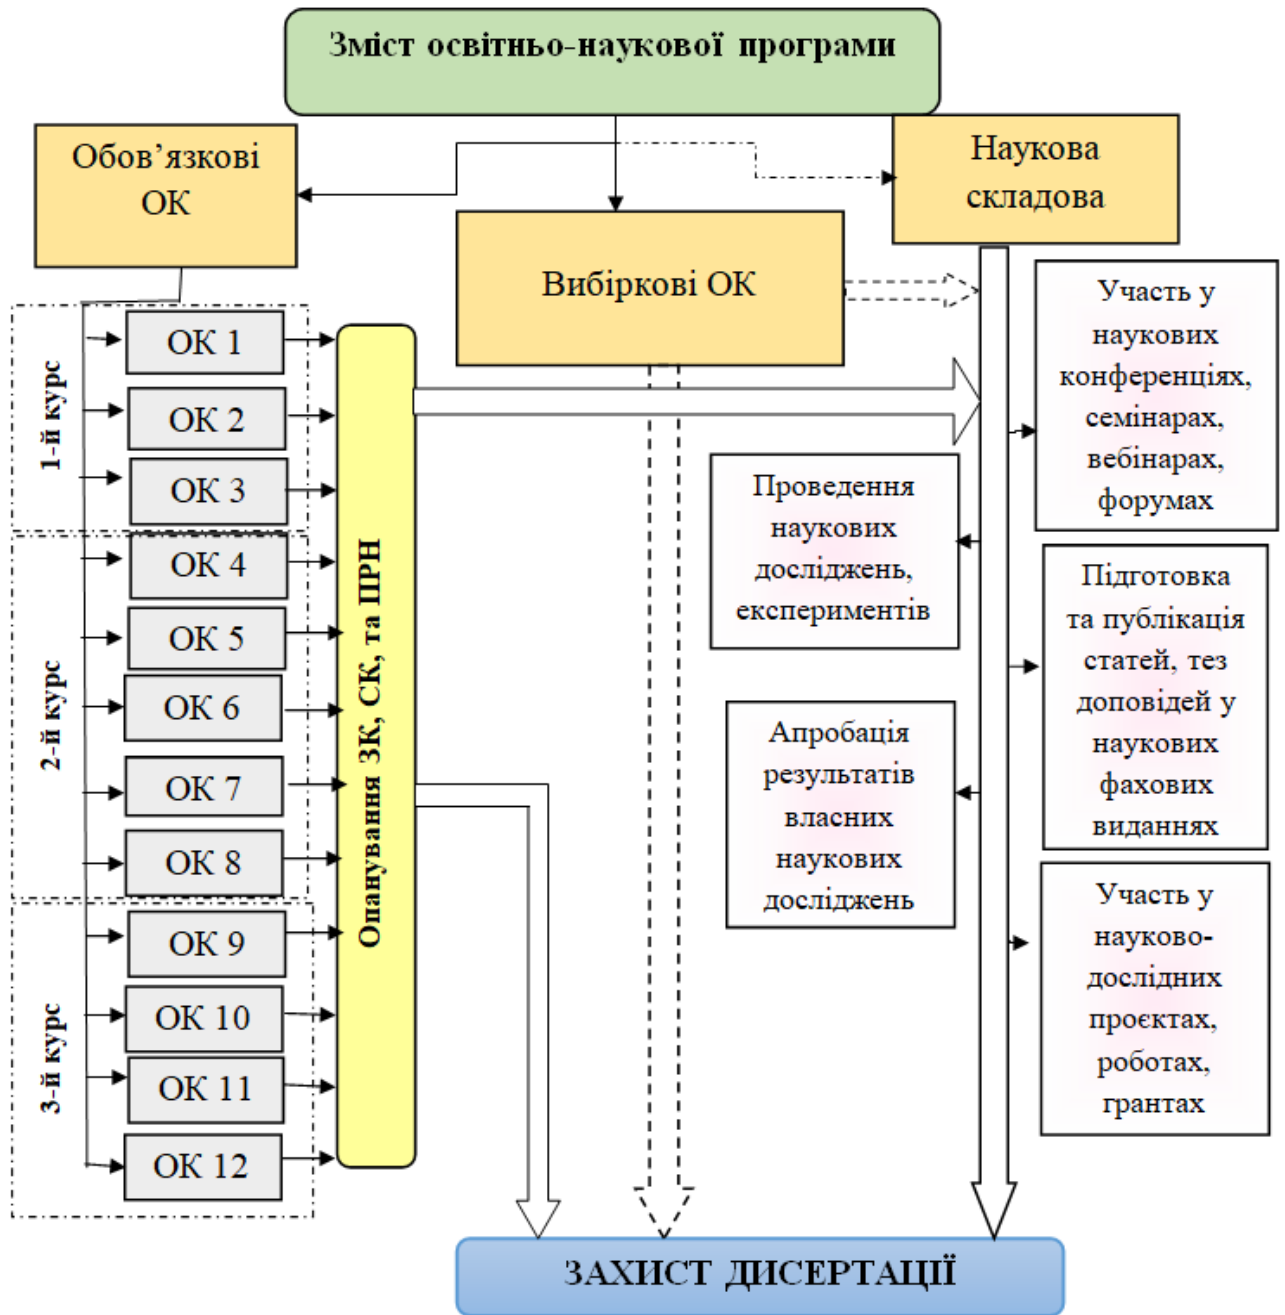 Зміст освітньо-наукової програми
Обов’язкові
ОК
Наукова
складова
Вибіркові ОК
1-й курс
ОК 1
ОК 2
ОК 3
2-й курс
ОК 4
ОК 5
ОК 6
ОК 7
ОК 8
3-й курс
ОК 9
ОК 10
ОК 11
ОК 12
Опанування ЗК, СК, та ПРН
Проведення
наукових
досліджень,
експериментів
Апробація
результатів
власних
наукових
досліджень
Участь у
наукових
конференціях,
семінарах,
вебінарах,
форумах
Підготовка
та публікація
статей, тез
доповідей у
наукових
фахових
виданнях
Участь у
науково-
дослідних
проєктах,
роботах,
грантах
ЗАХИСТ ДИСЕРТАЦІЇ